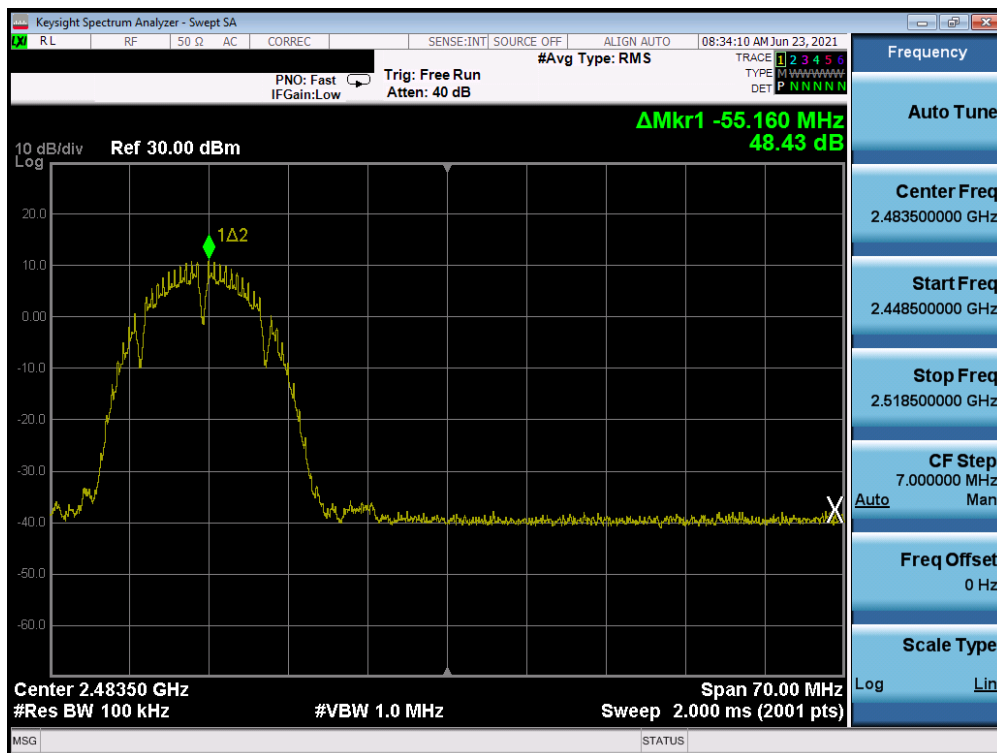 Keysight Spectrum Analyzer - Swept SA
LXI RL RF 50 Ω AC CORREC SENSE:INT SOURCE OFF ALIGN AUTO 08:34:10 AM Jun 23, 2021
PNO: Fast
IFGain:Low
Trig: Free Run
Atten: 40 dB
#Avg Type: RMS
TRACE 1 2 3 4 5 6
TYPE M WWWWW
DET P N N N N N
ΔMkr1 -55.160 MHz
48.43 dB
10 dB/div
Log
Ref 30.00 dBm
20.0
10.0
0.00
-10.0
-20.0
-30.0
-40.0
-50.0
-60.0
1Δ2
X
Center 2.48350 GHz
#Res BW 100 kHz
#VBW 1.0 MHz
Span 70.00 MHz
Sweep 2.000 ms (2001 pts)
MSG
STATUS
Frequency
Auto Tune
Center Freq
2.483500000 GHz
Start Freq
2.448500000 GHz
Stop Freq
2.518500000 GHz
CF Step
7.000000 MHz
Auto Man
Freq Offset
0 Hz
Scale Type
Log Lin